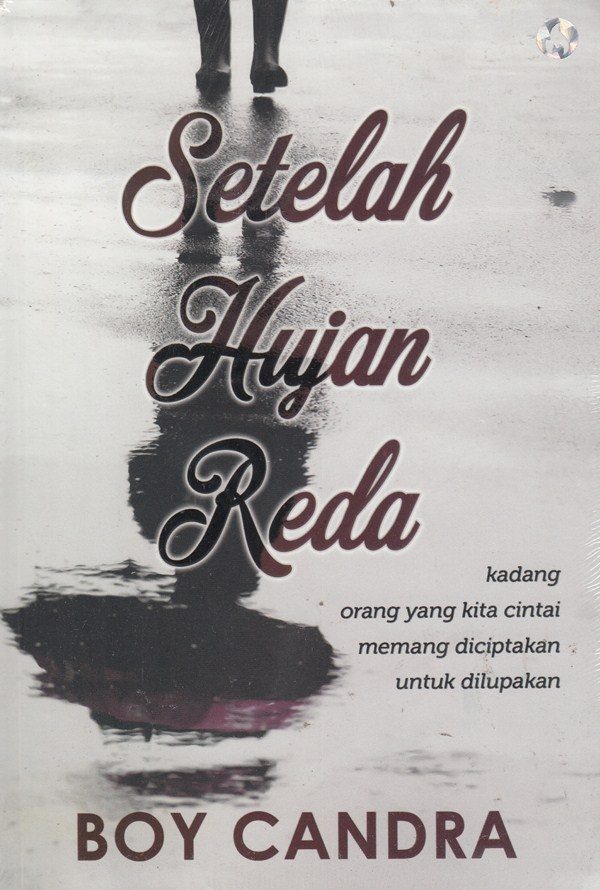 Setelah
Hujan
Reda
kadang
orang yang kita cintai
memang diciptakan
untuk dilupakan
BOY CANDRA